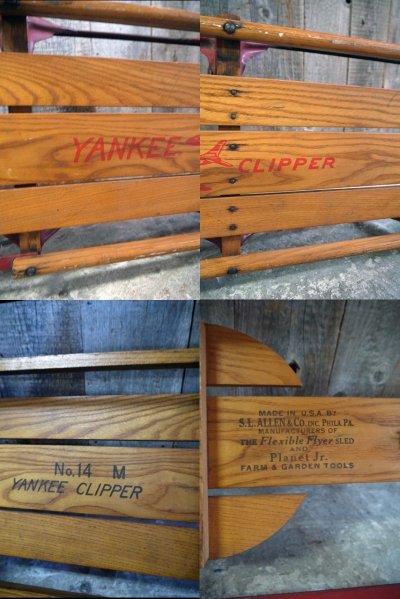 YANKEE
CLIPPER
No. 14 M
YANKEE CLIPPER
MADE IN U.S.A. BY
S.L. ALLEN & CO. INC. PHILA PA.
MANUFACTURERS OF
THE Flexible Flyer SLED
AND
Planet Jr.
FARM & GARDEN TOOLS